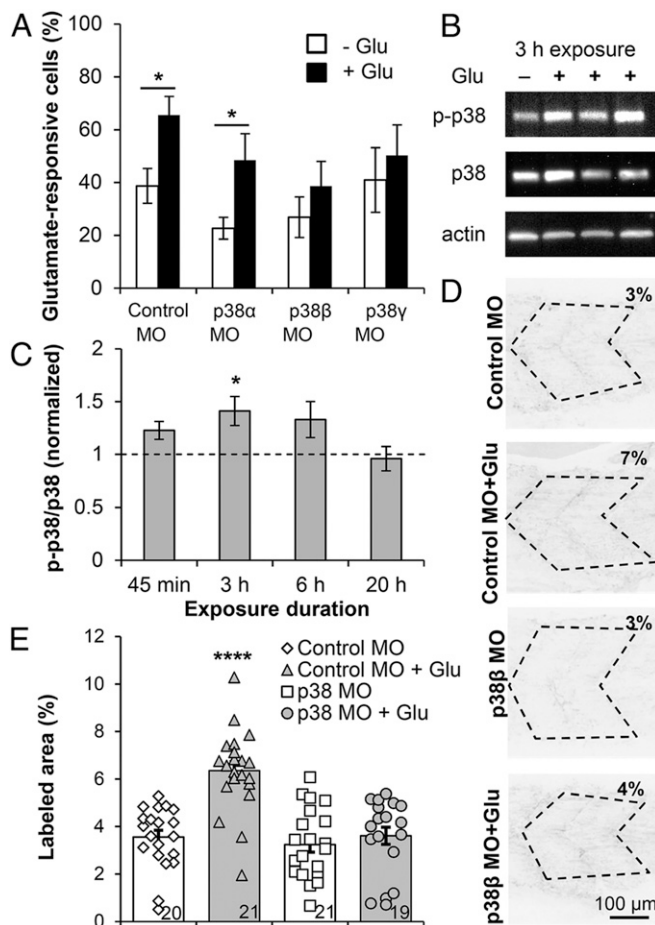 A
Glutamate-responsive cells (%)
100
80
60
40
20
0
- Glu
+ Glu
*
*
Control MO
p38α MO
p38β MO
p38γ MO
B
3 h exposure
Glu – + + +
p-p38
p38
actin
C
p-p38/p38 (normalized)
2
1.5
1
0.5
0
*
45 min 3 h 6 h 20 h
Exposure duration
D
Control MO
3%
Control MO+Glu
7%
p38β MO
3%
p38β MO+Glu
4%
100 µm
E
Labeled area (%)
12
10
8
6
4
2
0
****
Control MO
Control MO + Glu
p38 MO
p38 MO + Glu
20 21 21 19